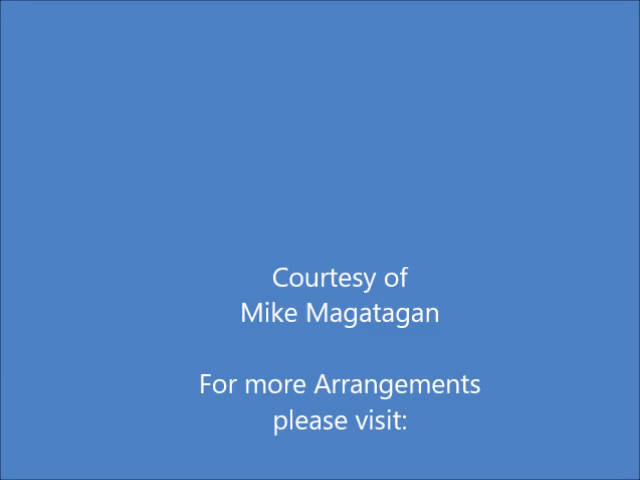 Courtesy of
Mike Magatagan
For more Arrangements
please visit: